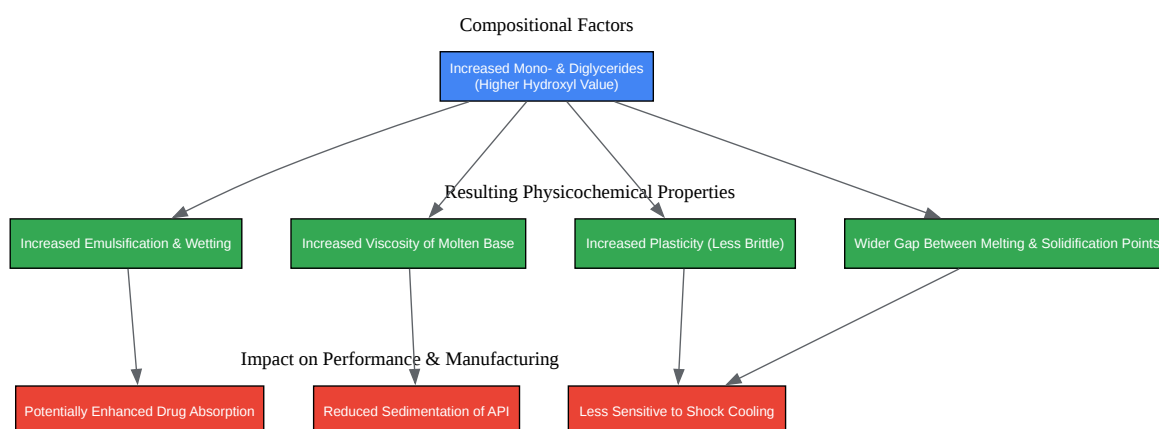 Compositional Factors
Increased Mono- & Diglycerides
(Higher Hydroxyl Value)
Resulting Physicochemical Properties
Increased Emulsification & Wetting
Increased Viscosity of Molten Base
Increased Plasticity (Less Brittle)
Wider Gap Between Melting & Solidification Points
Impact on Performance & Manufacturing
Potentially Enhanced Drug Absorption
Reduced Sedimentation of API
Less Sensitive to Shock Cooling